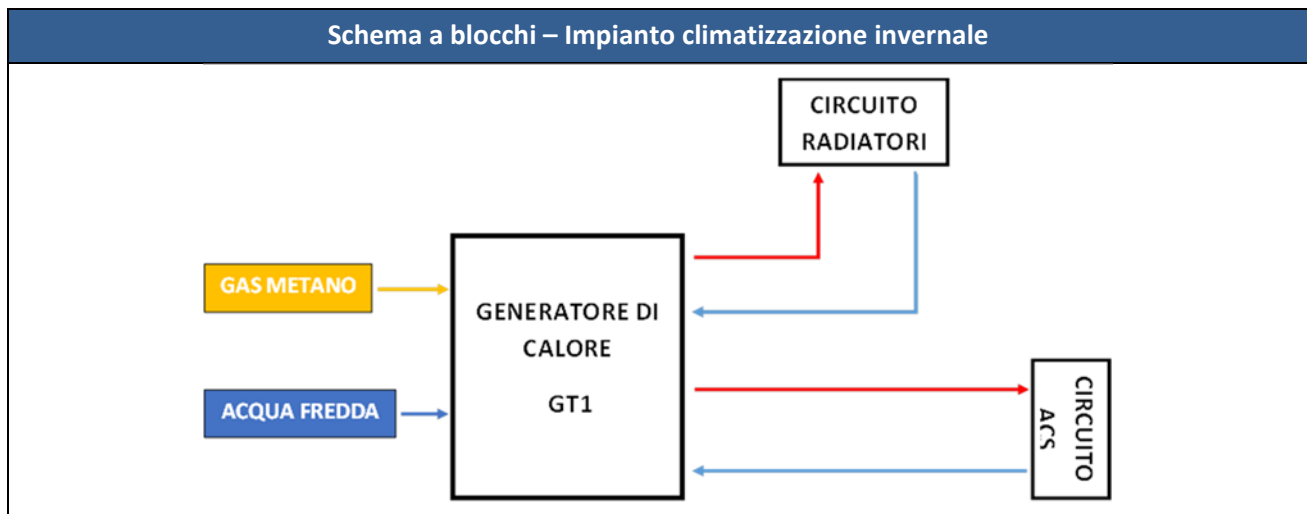 Schema a blocchi – Impianto climatizzazione invernale
CIRCUITO
RADIATORI
GAS METANO
GENERATORE DI
CALORE
GT1
ACQUA FREDDA
CIRCUITO
ACS